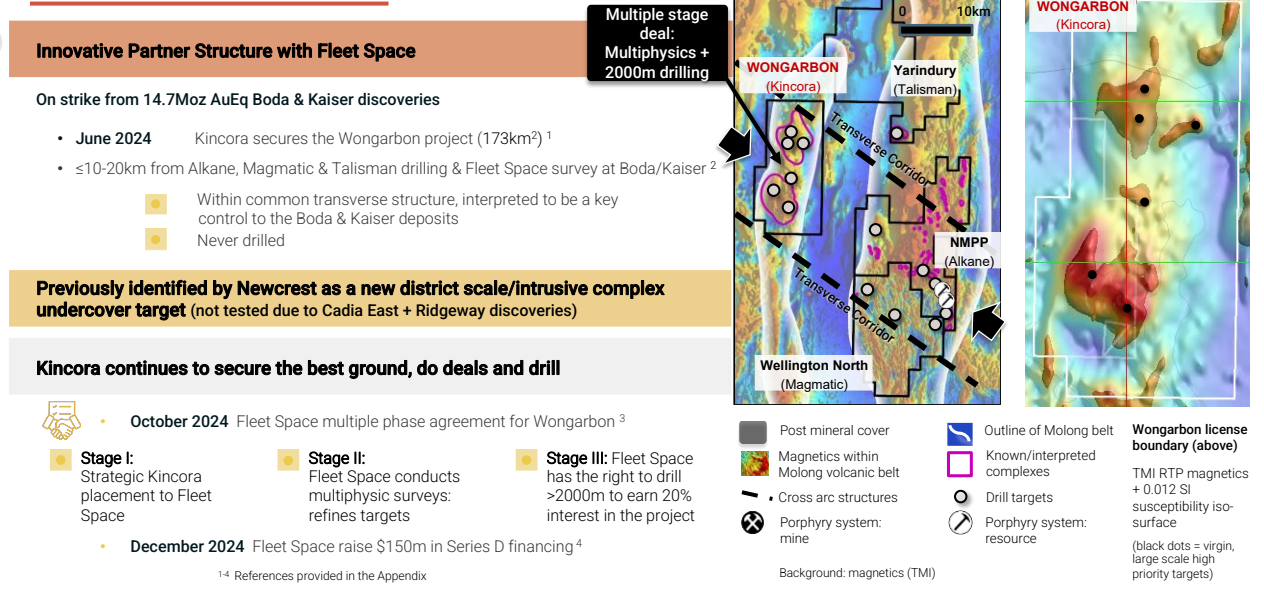 Innovative Partner Structure with Fleet Space
On strike from 14.7Moz AuEq Boda & Kaiser discoveries
• June 2024 Kincora secures the Wongarbon project (173km2) 1
• ≤10-20km from Alkane, Magmatic & Talisman drilling & Fleet Space survey at Boda/Kaiser 2
Within common transverse structure, interpreted to be a key
control to the Boda & Kaiser deposits
Never drilled
Previously identified by Newcrest as a new district scale/intrusive complex
undercover target (not tested due to Cadia East + Ridgeway discoveries)
Kincora continues to secure the best ground, do deals and drill
• October 2024 Fleet Space multiple phase agreement for Wongarbon 3
Stage I:
Strategic Kincora
placement to Fleet
Space
Stage II:
Fleet Space conducts
multiphysic surveys:
refines targets
Stage III: Fleet Space
has the right to drill
>2000m to earn 20%
interest in the project
• December 2024 Fleet Space raise $150m in Series D financing 4
1-4 References provided in the Appendix
Multiple stage
deal:
Multiphysics +
2000m drilling
0 10km
WONGARBON
(Kincora)
Yarindury
(Talisman)
Transverse Corridor
NMPP
(Alkane)
Transverse Corridor
Wellington North
(Magmatic)
WONGARBON
(Kincora)
Post mineral cover
Magnetics within
Molong volcanic belt
Cross arc structures
Porphyry system:
mine
Outline of Molong belt
Known/interpreted
complexes
Drill targets
Porphyry system:
resource
Background: magnetics (TMI)
Wongarbon license
boundary (above)
TMI RTP magnetics
+ 0.012 SI
susceptibility iso-
surface
(black dots = virgin,
large scale high
priority targets)